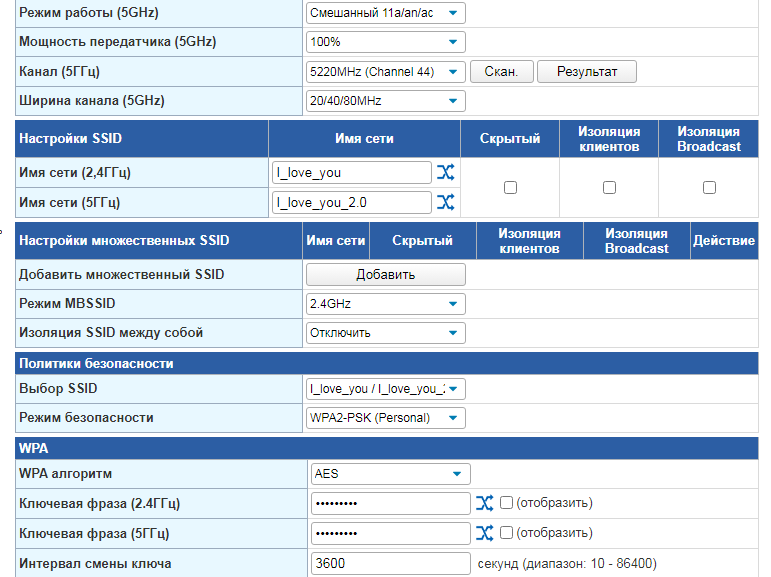 Режим работы (5GHz) Смешанный 11a/an/ac
Мощность передатчика (5GHz) 100%
Канал (5ГГц) 5220MHz (Channel 44) Скан. Результат
Ширина канала (5GHz) 20/40/80MHz
Настройки SSID Имя сети Скрытый Изоляция клиентов Изоляция Broadcast
Имя сети (2,4ГГц) I_love_you
Имя сети (5ГГц) I_love_you_2.0
Настройки множественных SSID Имя сети Скрытый Изоляция клиентов Изоляция Broadcast Действие
Добавить множественный SSID Добавить
Режим MBSSID 2.4GHz
Изоляция SSID между собой Отключить
Политики безопасности
Выбор SSID I_love_you / I_love_you_
Режим безопасности WPA2-PSK (Personal)
WPA
WPA алгоритм AES
Ключевая фраза (2.4ГГц) ••••••••• (отобразить)
Ключевая фраза (5ГГц) ••••••••• (отобразить)
Интервал смены ключа 3600 секунд (диапазон: 10 - 86400)